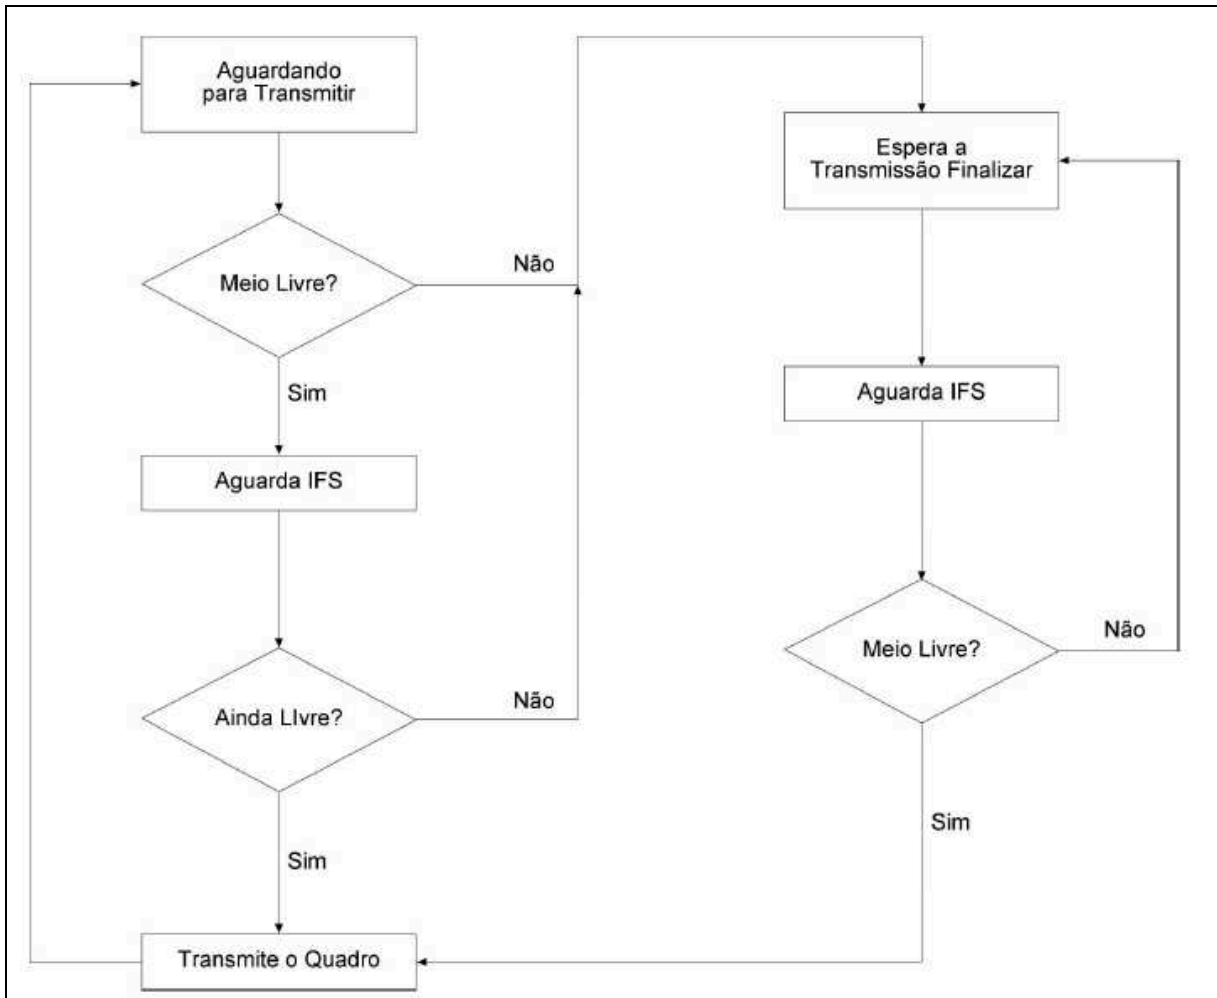 Aguardando
para Transmitir
Meio Livre?
Não
Sim
Aguarda IFS
Ainda LIvre?
Não
Sim
Transmite o Quadro
Espera a
Transmissão Finalizar
Aguarda IFS
Meio Livre?
Não
Sim